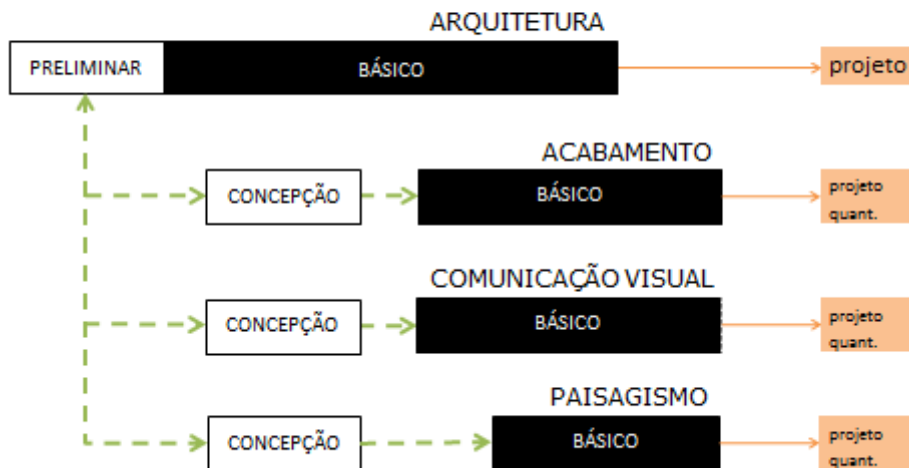 ARQUITETURA
PRELIMINAR
BÁSICO
projeto
ACABAMENTO
CONCEPÇÃO
BÁSICO
projeto
quant.
COMUNICAÇÃO VISUAL
CONCEPÇÃO
BÁSICO
projeto
quant.
PAISAGISMO
CONCEPÇÃO
BÁSICO
projeto
quant.